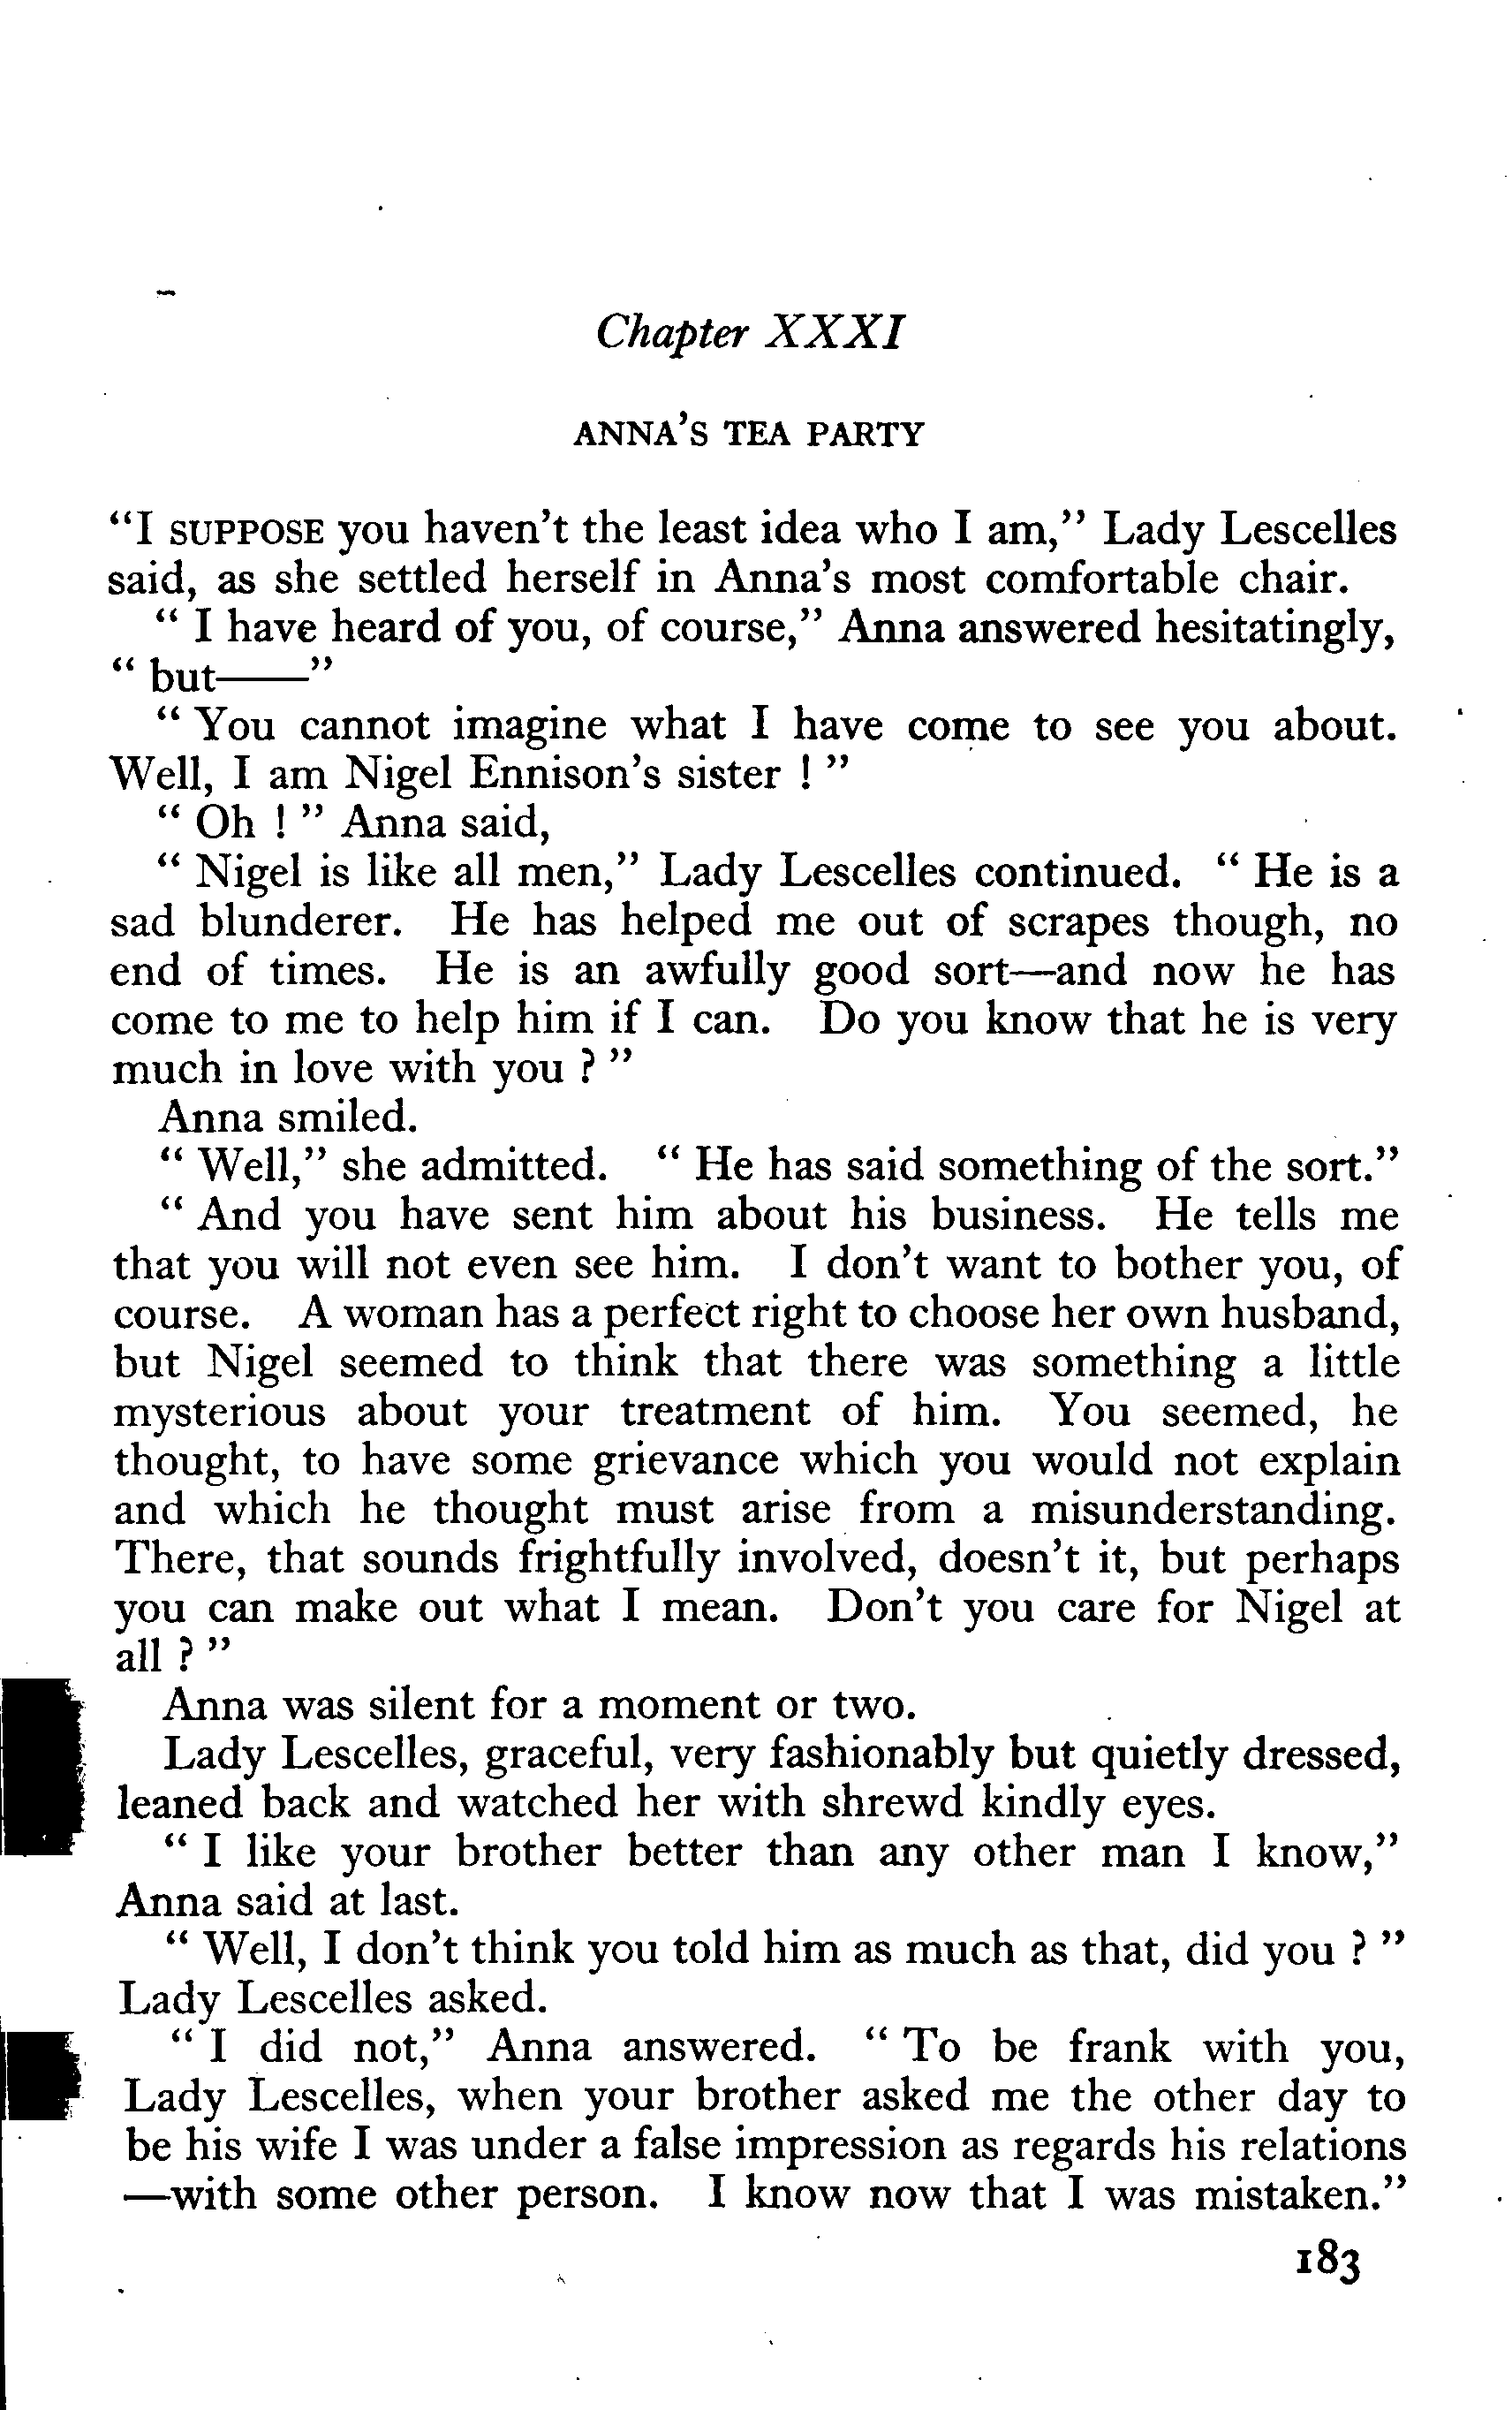 Chapter XXXI
ANNA'S TEA PARTY
"I SUPPOSE you haven't the least idea who I am," Lady Lescelles
said, as she settled herself in Anna's most comfortable chair.
" I have heard of you, of course," Anna answered hesitatingly,
" but——"
" You cannot imagine what I have come to see you about.
Well, I am Nigel Ennison's sister ! "
" Oh ! " Anna said,
" Nigel is like all men," Lady Lescelles continued. " He is a
sad blunderer. He has helped me out of scrapes though, no
end of times. He is an awfully good sort—and now he has
come to me to help him if I can. Do you know that he is very
much in love with you ? "
Anna smiled.
" Well," she admitted. " He has said something of the sort."
" And you have sent him about his business. He tells me
that you will not even see him. I don't want to bother you, of
course. A woman has a perfect right to choose her own husband,
but Nigel seemed to think that there was something a little
mysterious about your treatment of him. You seemed, he
thought, to have some grievance which you would not explain
and which he thought must arise from a misunderstanding.
There, that sounds frightfully involved, doesn't it, but perhaps
you can make out what I mean. Don't you care for Nigel at
all ? "
Anna was silent for a moment or two.
Lady Lescelles, graceful, very fashionably but quietly dressed,
leaned back and watched her with shrewd kindly eyes.
" I like your brother better than any other man I know,"
Anna said at last.
" Well, I don't think you told him as much as that, did you ? "
Lady Lescelles asked.
" I did not," Anna answered. " To be frank with you,
Lady Lescelles, when your brother asked me the other day to
be his wife I was under a false impression as regards his relations
—with some other person. I know now that I was mistaken."
183